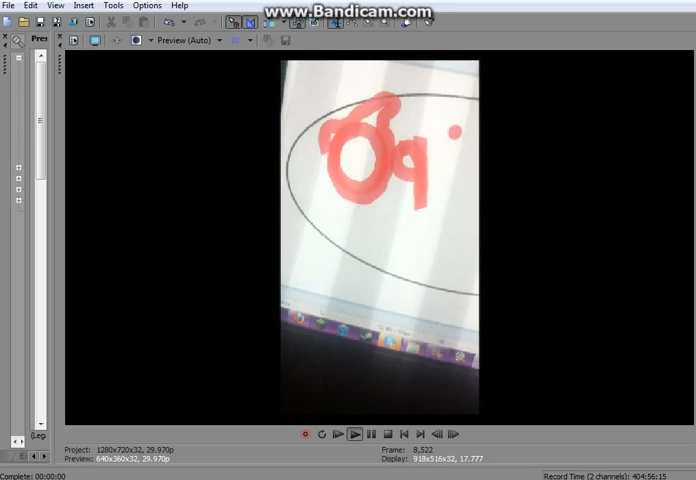 www.Bandicam.com
File Edit View Insert Tools Options Help
Pres
Preview (Auto)
Project: 1280x720x32, 29.970p
Preview: 640x360x32, 29.970p
Frame: 8,522
Display: 918x516x32, 17.777
Complete: 00:00:00
Record Time (2 channels): 404:56:15